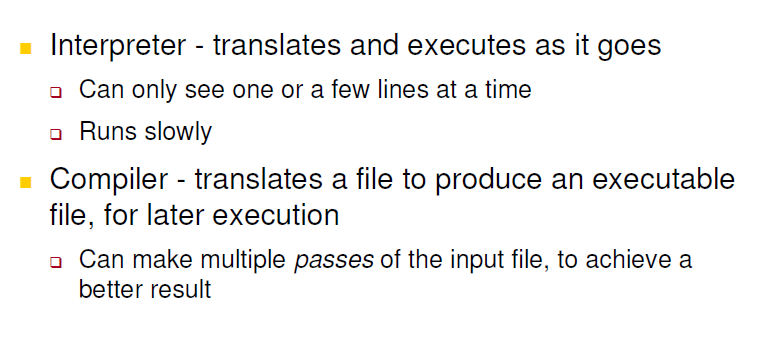 Interpreter - translates and executes as it goes
Can only see one or a few lines at a time
Runs slowly
Compiler - translates a file to produce an executable
file, for later execution
Can make multiple passes of the input file, to achieve a
better result